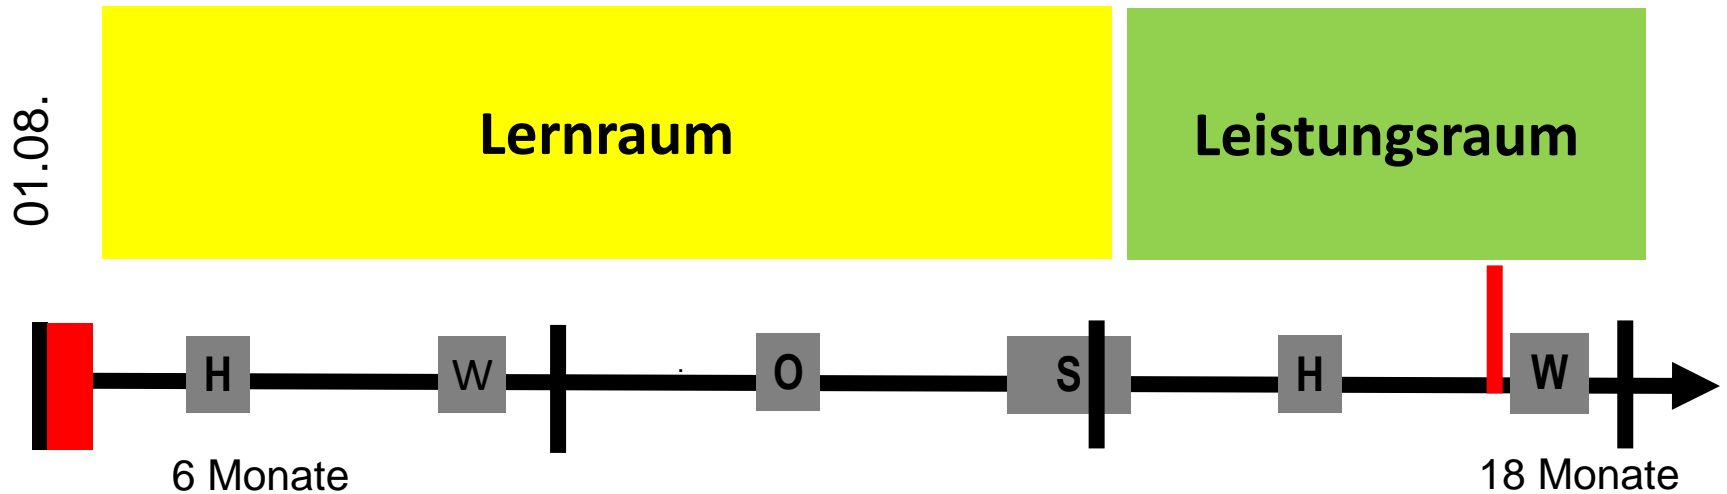 01.08.
Lernraum
Leistungsraum
H
W
.
O
S
H
W
6 Monate
18 Monate